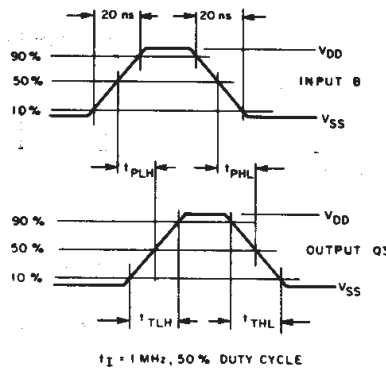 20 ns 20 ns
90 % VDD
50 % INPUT B
10 % VSS
tPLH tPHL
90 % VDD
50 % OUTPUT Q3
10 % VSS
tTLH tTHL
fI = 1 MHz, 50 % DUTY CYCLE